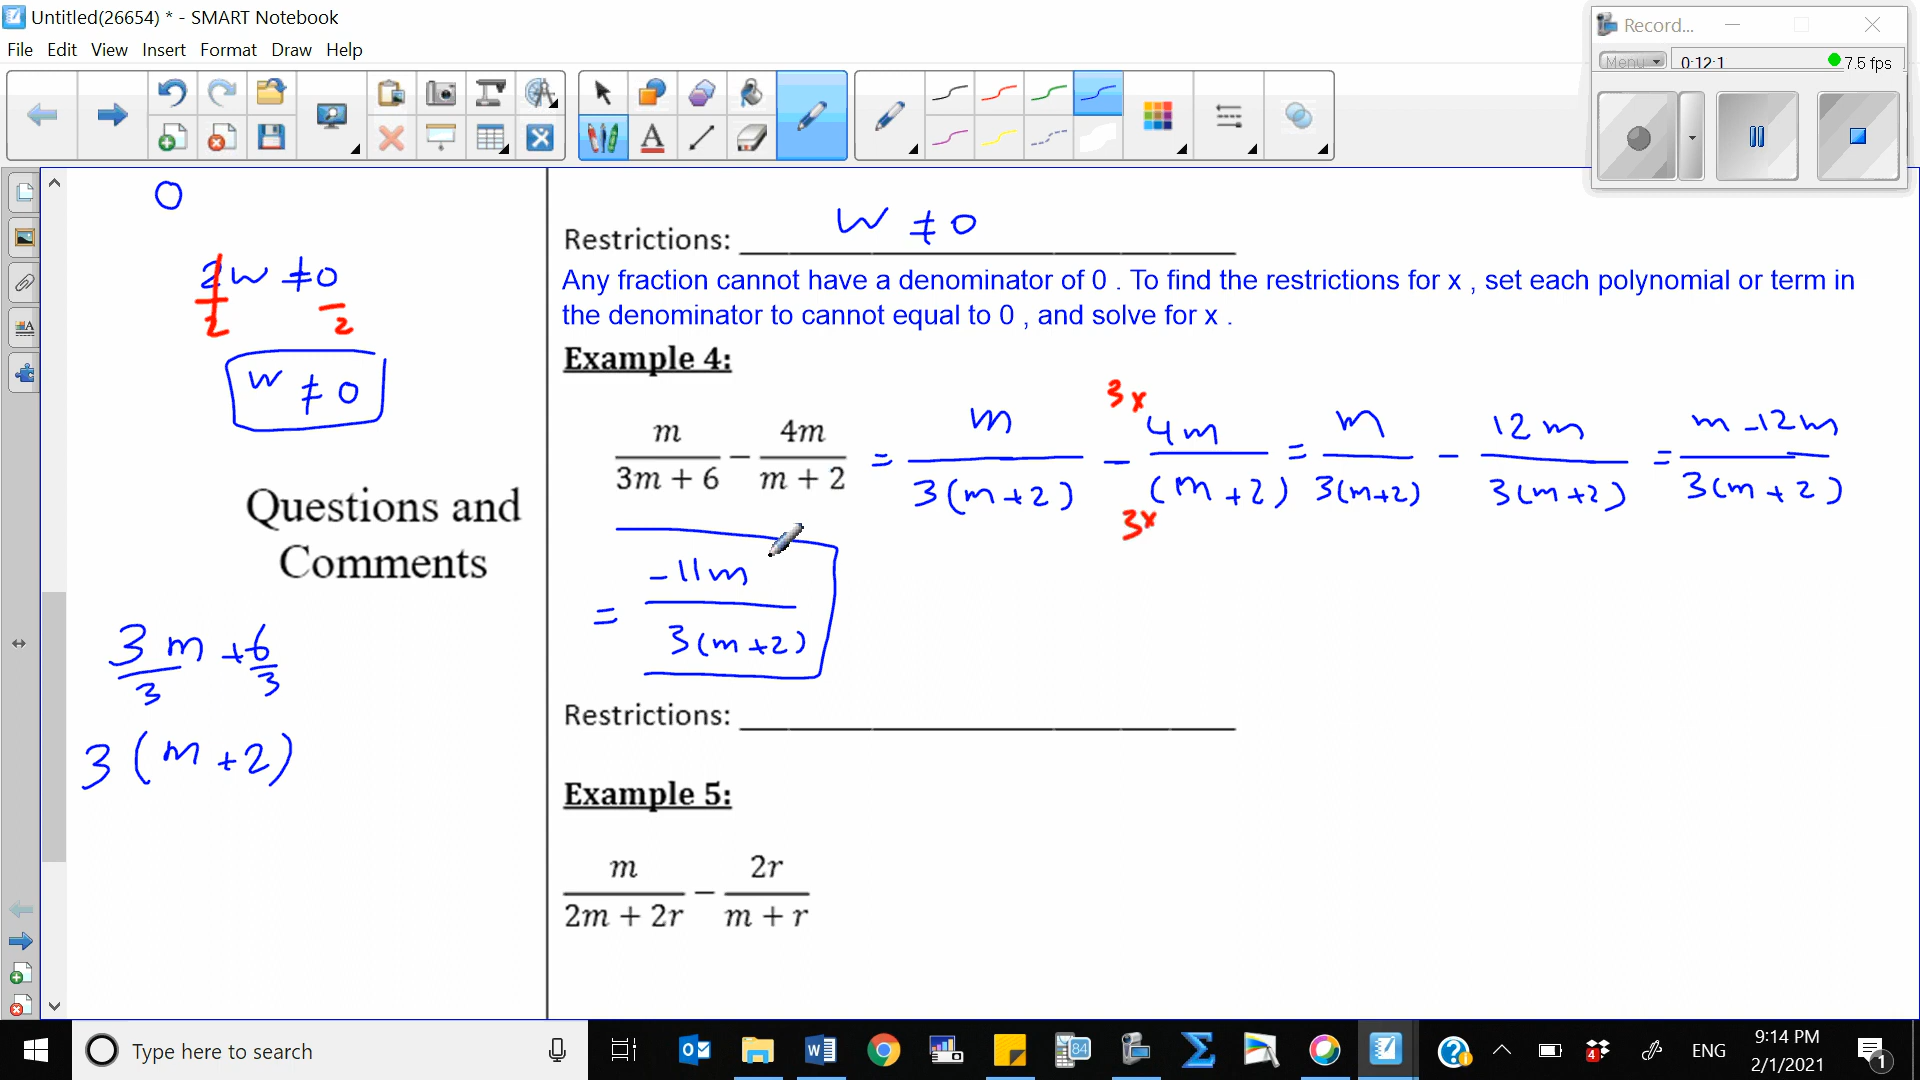 Untitled(26654) * - SMART Notebook
File Edit View Insert Format Draw Help
Record...
Menu
0:12:1
7.5 fps
0
2w ≠ 0
2 2
w ≠ 0
Questions and
Comments
3m + 6
3 3
3(m + 2)
Restrictions: w ≠ 0
Any fraction cannot have a denominator of 0 . To find the restrictions for x , set each polynomial or term in
the denominator to cannot equal to 0 , and solve for x .
Example 4:
m/(3m + 6) − 4m/(m + 2) = m/(3(m+2)) − 3x 4m/(3x (m+2)) = m/(3(m+2)) − 12m/(3(m+2)) = (m − 12m)/(3(m+2))
= −11m/(3(m+2))
Restrictions:
Example 5:
m/(2m + 2r) − 2r/(m + r)
Type here to search
84
4
ENG
9:14 PM
2/1/2021
1